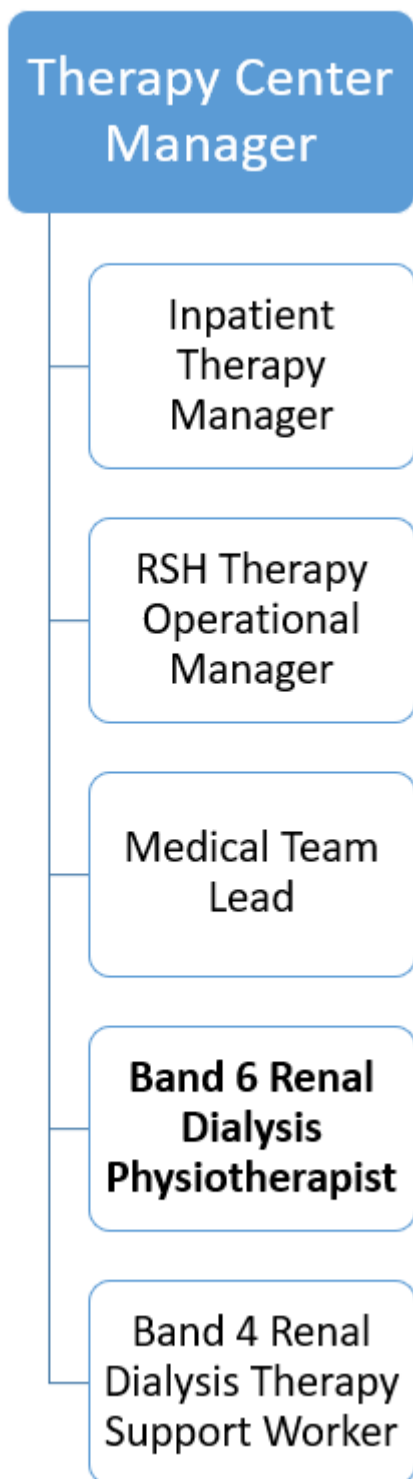 Therapy Center
Manager
Inpatient
Therapy
Manager
RSH Therapy
Operational
Manager
Medical Team
Lead
Band 6 Renal
Dialysis
Physiotherapist
Band 4 Renal
Dialysis Therapy
Support Worker